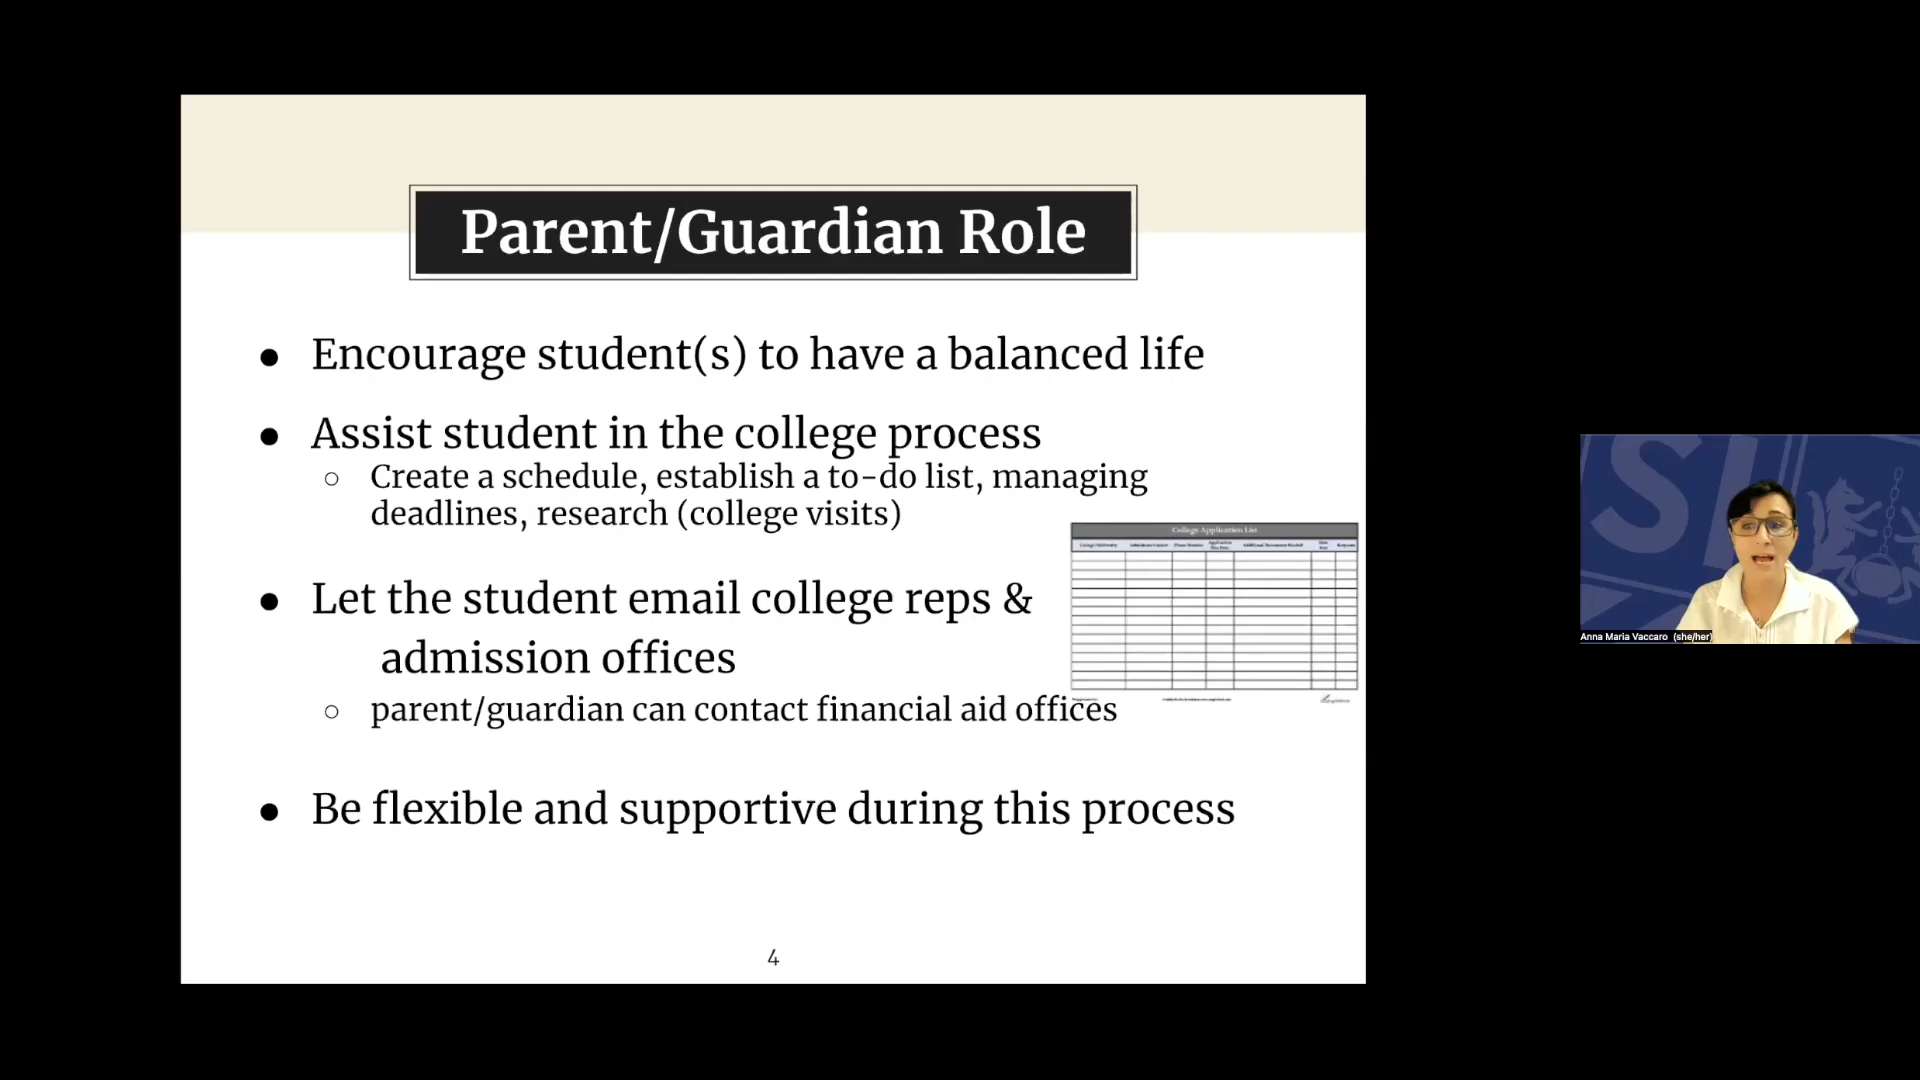 Parent/Guardian Role
● Encourage student(s) to have a balanced life
● Assist student in the college process
○ Create a schedule, establish a to-do list, managing
deadlines, research (college visits)
● Let the student email college reps &
admission offices
○ parent/guardian can contact financial aid offices
● Be flexible and supportive during this process
College Application List
4
SI
Anna Maria Vaccaro (she/her)